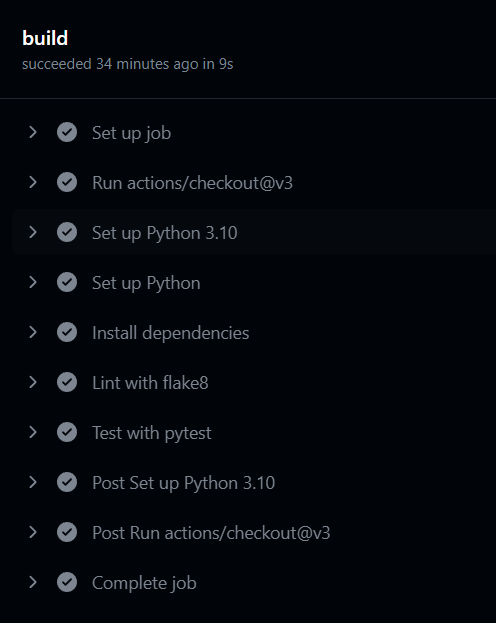 build
succeeded 34 minutes ago in 9s
Set up job
Run actions/checkout@v3
Set up Python 3.10
Set up Python
Install dependencies
Lint with flake8
Test with pytest
Post Set up Python 3.10
Post Run actions/checkout@v3
Complete job